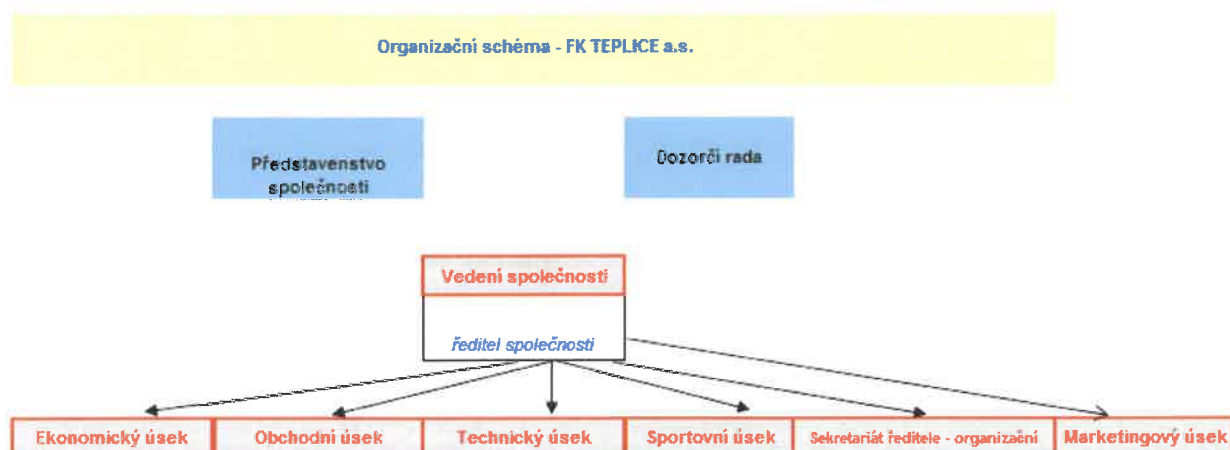 Organizační schéma - FK TEPLICE a.s.
Představenstvo
společnosti
Dozorčí rada
Vedení společnosti
ředitel společnosti
Ekonomický úsek
Obchodní úsek
Technický úsek
Sportovní úsek
Sekretariát ředitele - organizační
Marketingový úsek